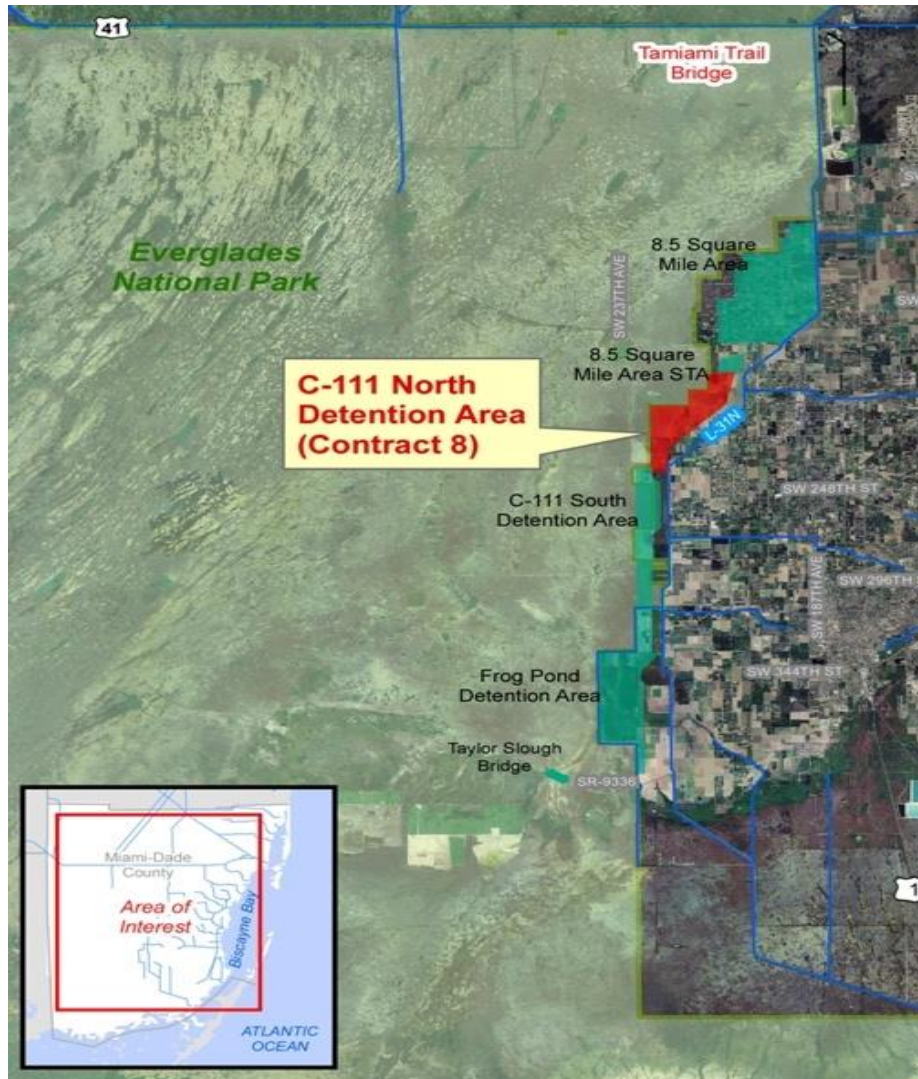 41
Tamiami Trail
Bridge
Everglades
National Park
8.5 Square
Mile Area
SW 237TH AVE
8.5 Square
Mile Area STA
C-111 North
Detention Area
(Contract 8)
L-31N
SW 248TH ST
C-111 South
Detention Area
SW 187TH AVE
SW 296TH
Frog Pond
Detention Area
SW 344TH ST
Taylor Slough
Bridge
SR-9336
1
Miami-Dade
County
Area of
Interest
Biscayne Bay
ATLANTIC
OCEAN